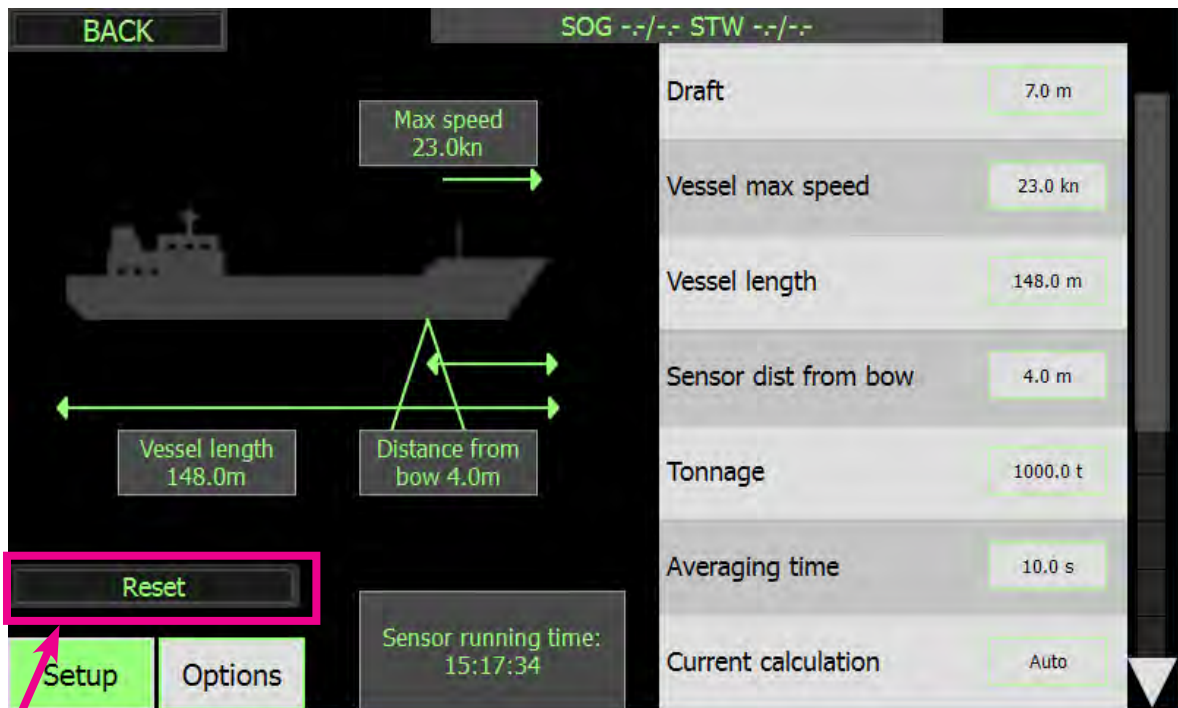 BACK
SOG -.-/-.- STW -.-/-.-
Max speed
23.0kn
Vessel length
148.0m
Distance from
bow 4.0m
Reset
Setup
Options
Sensor running time:
15:17:34
Draft 7.0 m
Vessel max speed 23.0 kn
Vessel length 148.0 m
Sensor dist from bow 4.0 m
Tonnage 1000.0 t
Averaging time 10.0 s
Current calculation Auto